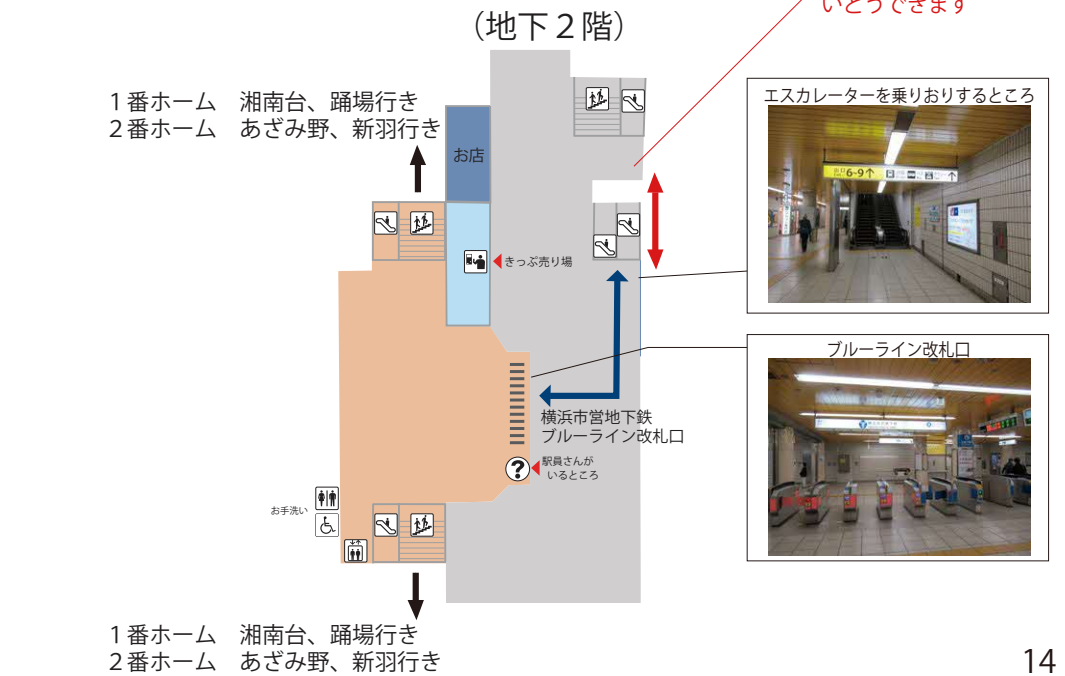 いどうできます
（地下２階）
１番ホーム　湘南台、踊場行き
２番ホーム　あざみ野、新羽行き
お店
きっぷ売り場
エスカレーターを乗りおりするところ
6-9↑
ブルーライン改札口
横浜市営地下鉄
ブルーライン改札口
?
駅員さんが
いるところ
お手洗い
１番ホーム　湘南台、踊場行き
２番ホーム　あざみ野、新羽行き
14